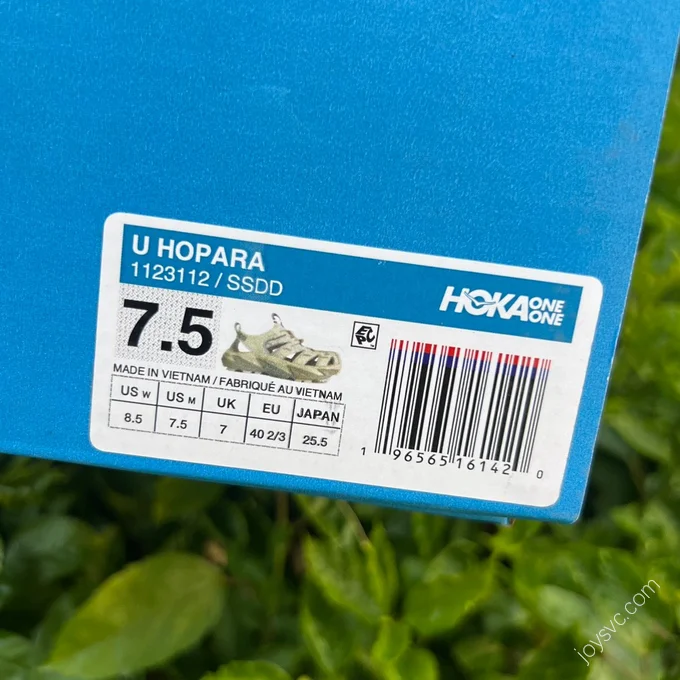 U HOPARA
1123112 / SSDD
HOKA ONE ONE
7.5
MADE IN VIETNAM / FABRIQUÉ AU VIETNAM
US W US M UK EU JAPAN
8.5 7.5 7 40 2/3 25.5
1 96565 16142 0
joysvc.com